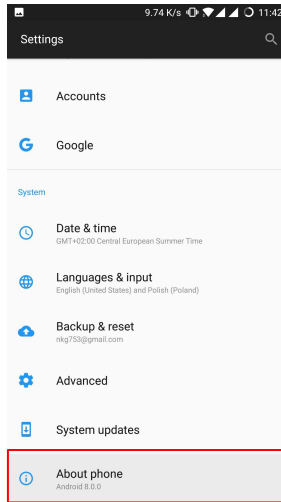 9.74 K/s 11:42
Settings
Accounts
Google
System
Date & time
GMT+02:00 Central European Summer Time
Languages & input
English (United States) and Polish (Poland)
Backup & reset
nkg753@gmail.com
Advanced
System updates
About phone
Android 8.0.0